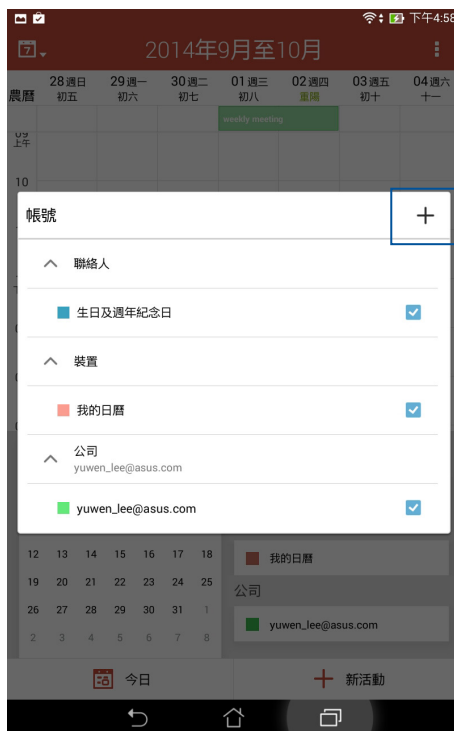 下午4:58
7
2014年9月至10月
農曆
28 週日 29 週一 30 週二 01 週三 02 週四 03 週五 04 週六
初五 初六 初七 初八 重陽 初十 十一
weekly meeting
09
上午
10
帳號
聯絡人
生日及週年紀念日
裝置
我的日曆
公司
yuwen_lee@asus.com
yuwen_lee@asus.com
12 13 14 15 16 17 18
我的日曆
19 20 21 22 23 24 25
公司
26 27 28 29 30 31 1
yuwen_lee@asus.com
2 3 4 5 6 7 8
今日
新活動